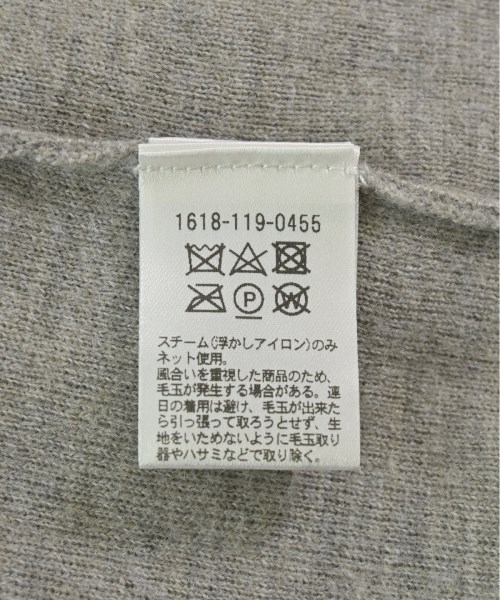 1618-119-0455
P W
スチーム(浮かしアイロン)のみ
ネット使用。
風合いを重視した商品のため、
毛玉が発生する場合がある。連
日の着用は避け、毛玉が出来た
ら引っ張って取ろうとせず、生
地をいためないように毛玉取り
器やハサミなどで取り除く。